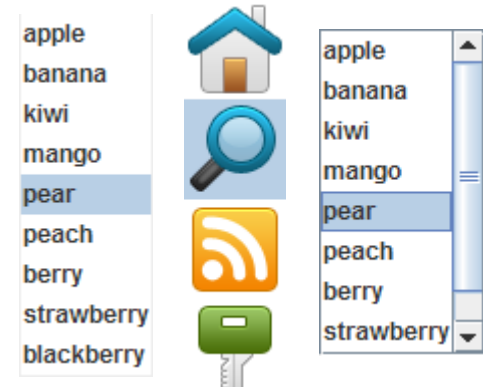 apple
banana
kiwi
mango
pear
peach
berry
strawberry
blackberry
apple
banana
kiwi
mango
pear
peach
berry
strawberry